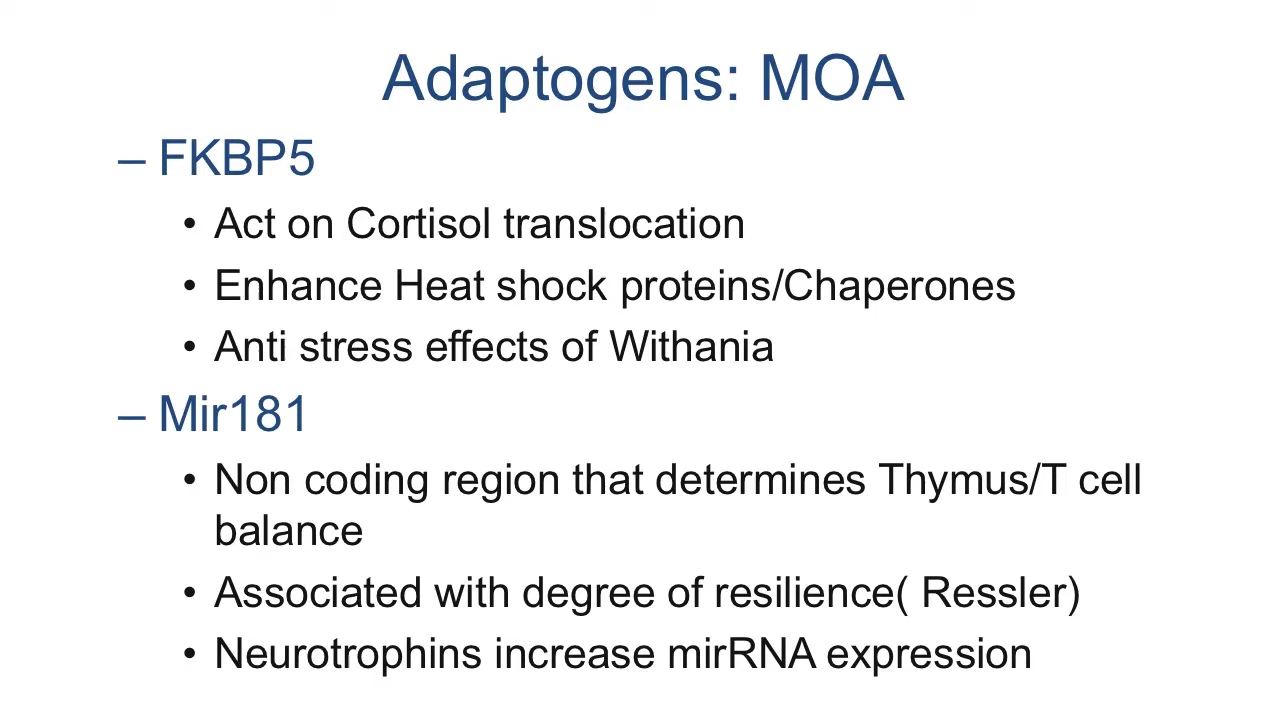 Adaptogens: MOA
– FKBP5
• Act on Cortisol translocation
• Enhance Heat shock proteins/Chaperones
• Anti stress effects of Withania
– Mir181
• Non coding region that determines Thymus/T cell
balance
• Associated with degree of resilience( Ressler)
• Neurotrophins increase mirRNA expression